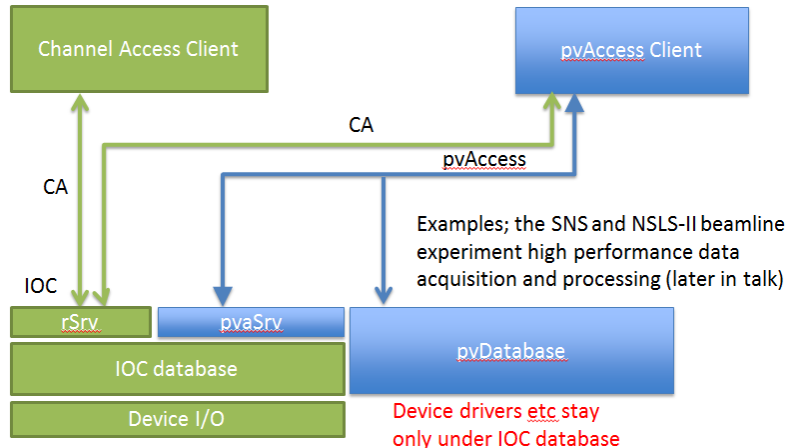 Channel Access Client
pvAccess Client
CA
pvAccess
CA
Examples; the SNS and NSLS-II beamline
experiment high performance data
acquisition and processing (later in talk)
IOC
rSrv
pvaSrv
pvDatabase
IOC database
Device I/O
Device drivers etc stay
only under IOC database